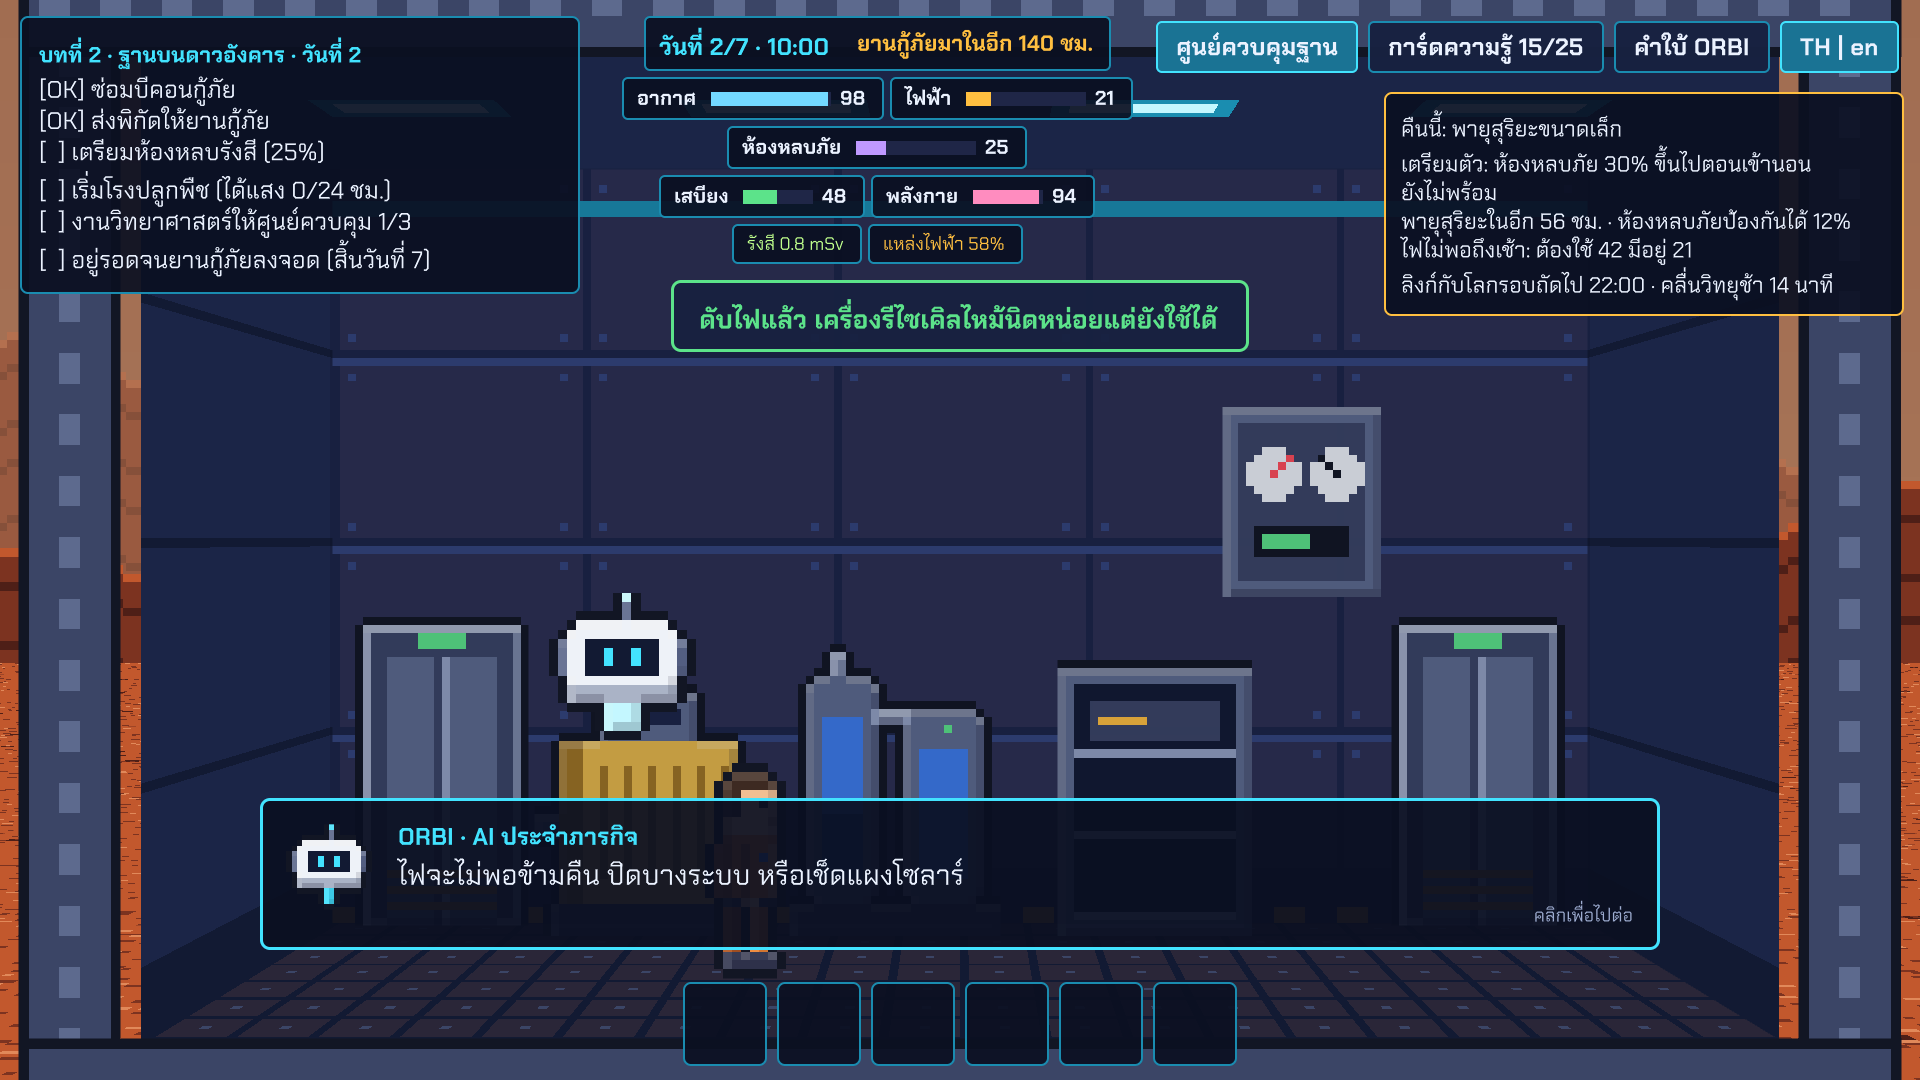 บทที่ 2 · ฐานบนดาวอังคาร · วันที่ 2
[OK] ซ่อมบีคอนกู้ภัย
[OK] ส่งพิกัดให้ยานกู้ภัย
[ ] เตรียมห้องหลบรังสี (25%)
[ ] เริ่มโรงปลูกพืช (ได้แสง 0/24 ชม.)
[ ] งานวิทยาศาสตร์ให้ศูนย์ควบคุม 1/3
[ ] อยู่รอดจนยานกู้ภัยลงจอด (สิ้นวันที่ 7)
วันที่ 2/7 · 10:00 ยานกู้ภัยมาในอีก 140 ชม.
อากาศ 98 ไฟฟ้า 21
ห้องหลบภัย 25
เสบียง 48 พลังกาย 94
รังสี 0.8 mSv แหล่งไฟฟ้า 58%
ศูนย์ควบคุมฐาน การ์ดความรู้ 15/25 คำใบ้ ORBI TH | en
คืนนี้: พายุสุริยะขนาดเล็ก
เตรียมตัว: ห้องหลบภัย 30% ขึ้นไปตอนเข้านอน
ยังไม่พร้อม
พายุสุริยะในอีก 56 ชม. · ห้องหลบภัยป้องกันได้ 12%
ไฟไม่พอถึงเช้า: ต้องใช้ 42 มีอยู่ 21
ลิงก์กับโลกรอบถัดไป 22:00 · คลื่นวิทยุช้า 14 นาที
ดับไฟแล้ว เครื่องรีไซเคิลไหม้นิดหน่อยแต่ยังใช้ได้
ORBI · AI ประจำภารกิจ
ไฟจะไม่พอข้ามคืน ปิดบางระบบ หรือเช็ดแผงโซลาร์
คลิกเพื่อไปต่อ